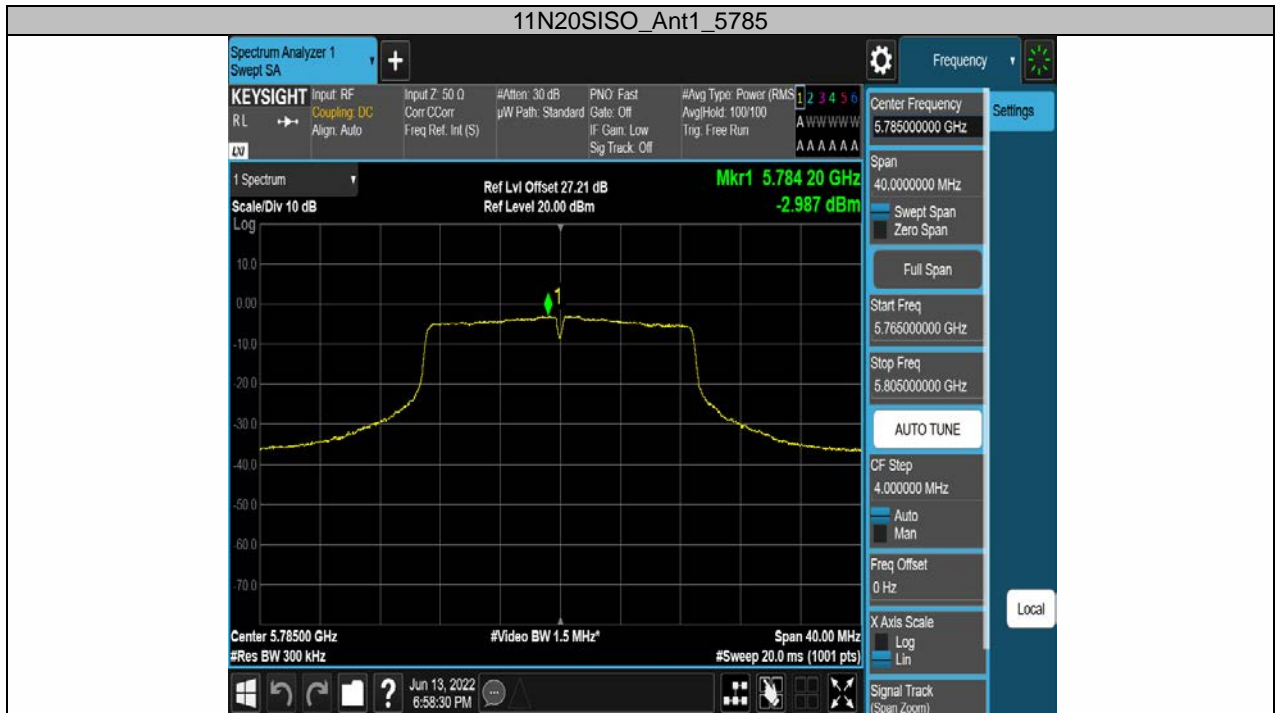 11N20SISO_Ant1_5785
Spectrum Analyzer 1
Swept SA
+
Frequency
KEYSIGHT
RL
LXI
Input: RF
Coupling: DC
Align: Auto
Input Z: 50 Ω
Corr CCorr
Freq Ref: Int (S)
#Atten: 30 dB
µW Path: Standard
PNO: Fast
Gate: Off
IF Gain: Low
Sig Track: Off
#Avg Type: Power (RMS
Avg|Hold: 100/100
Trig: Free Run
1 2 3 4 5 6
A W W W W W
A A A A A A
1 Spectrum
Scale/Div 10 dB
Log
Ref Lvl Offset 27.21 dB
Ref Level 20.00 dBm
Mkr1 5.784 20 GHz
-2.987 dBm
1
10.0
0.00
-10.0
-20.0
-30.0
-40.0
-50.0
-60.0
-70.0
Center 5.78500 GHz
#Res BW 300 kHz
#Video BW 1.5 MHz*
Span 40.00 MHz
#Sweep 20.0 ms (1001 pts)
?
Jun 13, 2022
6:58:30 PM
Center Frequency
5.785000000 GHz
Span
40.0000000 MHz
Swept Span
Zero Span
Full Span
Start Freq
5.765000000 GHz
Stop Freq
5.805000000 GHz
AUTO TUNE
CF Step
4.000000 MHz
Auto
Man
Freq Offset
0 Hz
X Axis Scale
Log
Lin
Signal Track
(Span Zoom)
Settings
Local